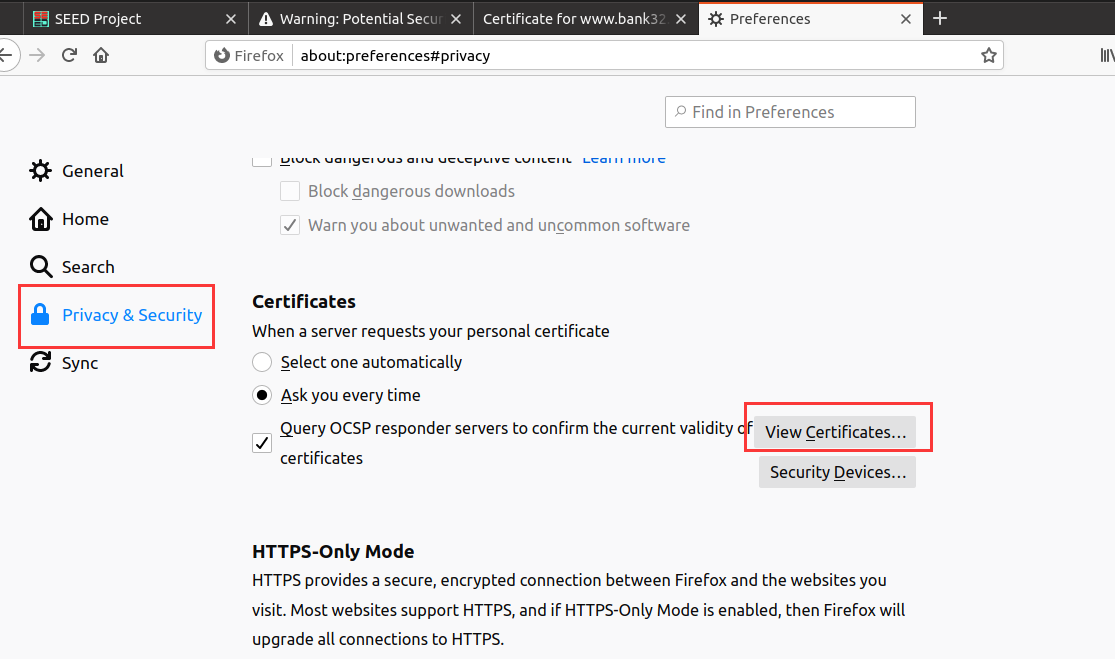 SEED Project
Warning: Potential Secur
Certificate for www.bank32
Preferences
Firefox
about:preferences#privacy
Find in Preferences
General
Home
Search
Privacy & Security
Sync
Block dangerous and deceptive content Learn more
Block dangerous downloads
Warn you about unwanted and uncommon software
Certificates
When a server requests your personal certificate
Select one automatically
Ask you every time
Query OCSP responder servers to confirm the current validity of
certificates
View Certificates...
Security Devices...
HTTPS-Only Mode
HTTPS provides a secure, encrypted connection between Firefox and the websites you
visit. Most websites support HTTPS, and if HTTPS-Only Mode is enabled, then Firefox will
upgrade all connections to HTTPS.